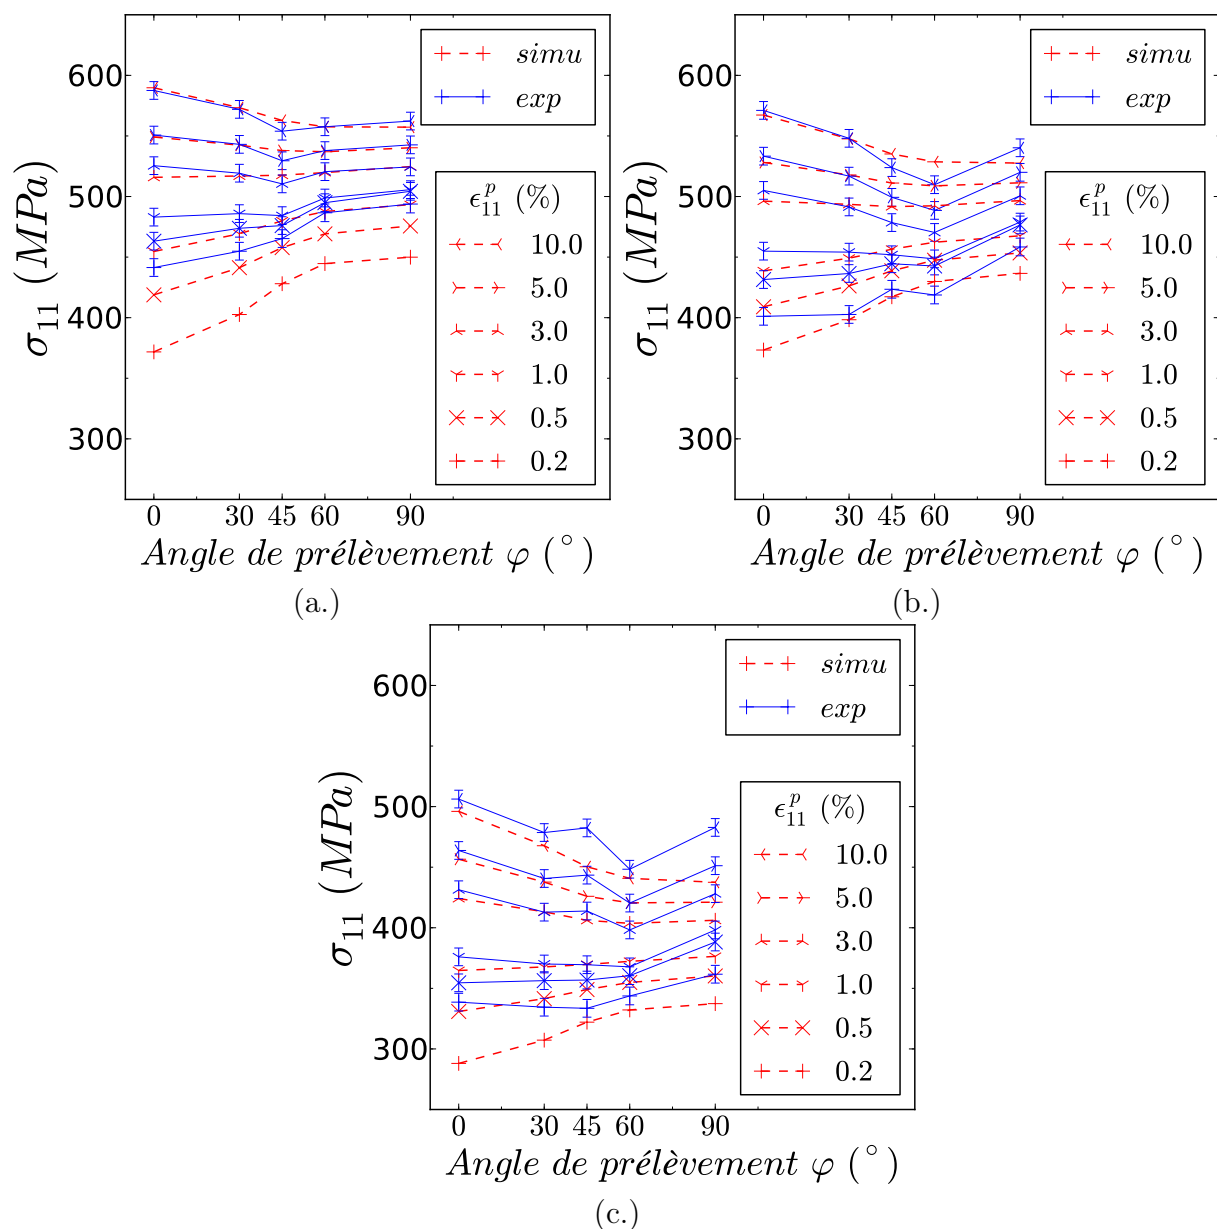 600
500
400
300
σ11 (MPa)
simu
exp
ϵ11^p (%)
10.0
5.0
3.0
1.0
0.5
0.2
0 30 45 60 90
Angle de prélèvement φ (°)
(a.)
600
500
400
300
σ11 (MPa)
simu
exp
ϵ11^p (%)
10.0
5.0
3.0
1.0
0.5
0.2
0 30 45 60 90
Angle de prélèvement φ (°)
(b.)
600
500
400
300
σ11 (MPa)
simu
exp
ϵ11^p (%)
10.0
5.0
3.0
1.0
0.5
0.2
0 30 45 60 90
Angle de prélèvement φ (°)
(c.)